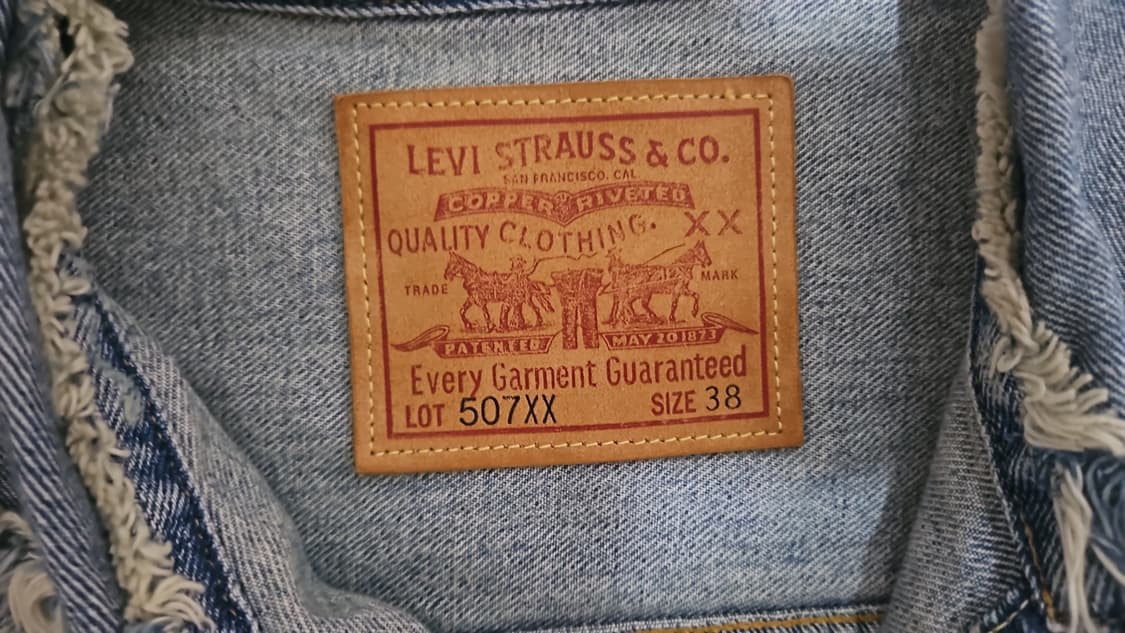 LEVI STRAUSS & CO.
SAN FRANCISCO. CAL
COPPER RIVETED
QUALITY CLOTHING. XX
TRADE MARK
PATENTED MAY 20 1873
Every Garment Guaranteed
LOT 507XX SIZE 38